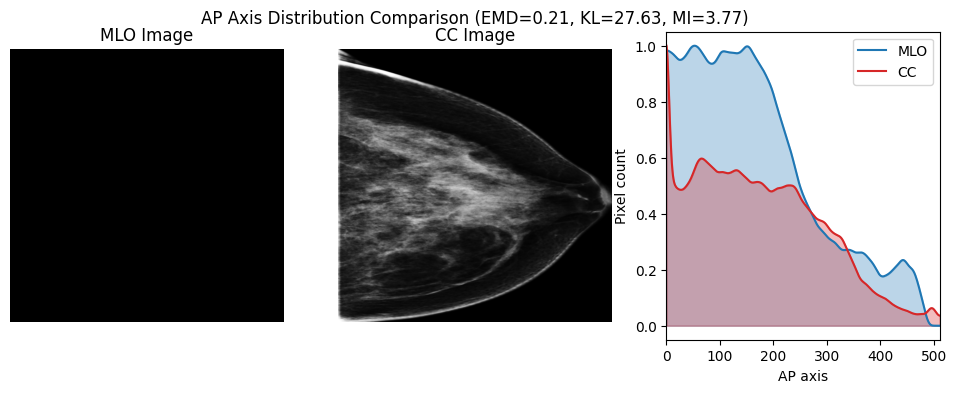 AP Axis Distribution Comparison (EMD=0.21, KL=27.63, MI=3.77)
MLO Image
CC Image
MLO
CC
Pixel count
1.0
0.8
0.6
0.4
0.2
0.0
0 100 200 300 400 500
AP axis